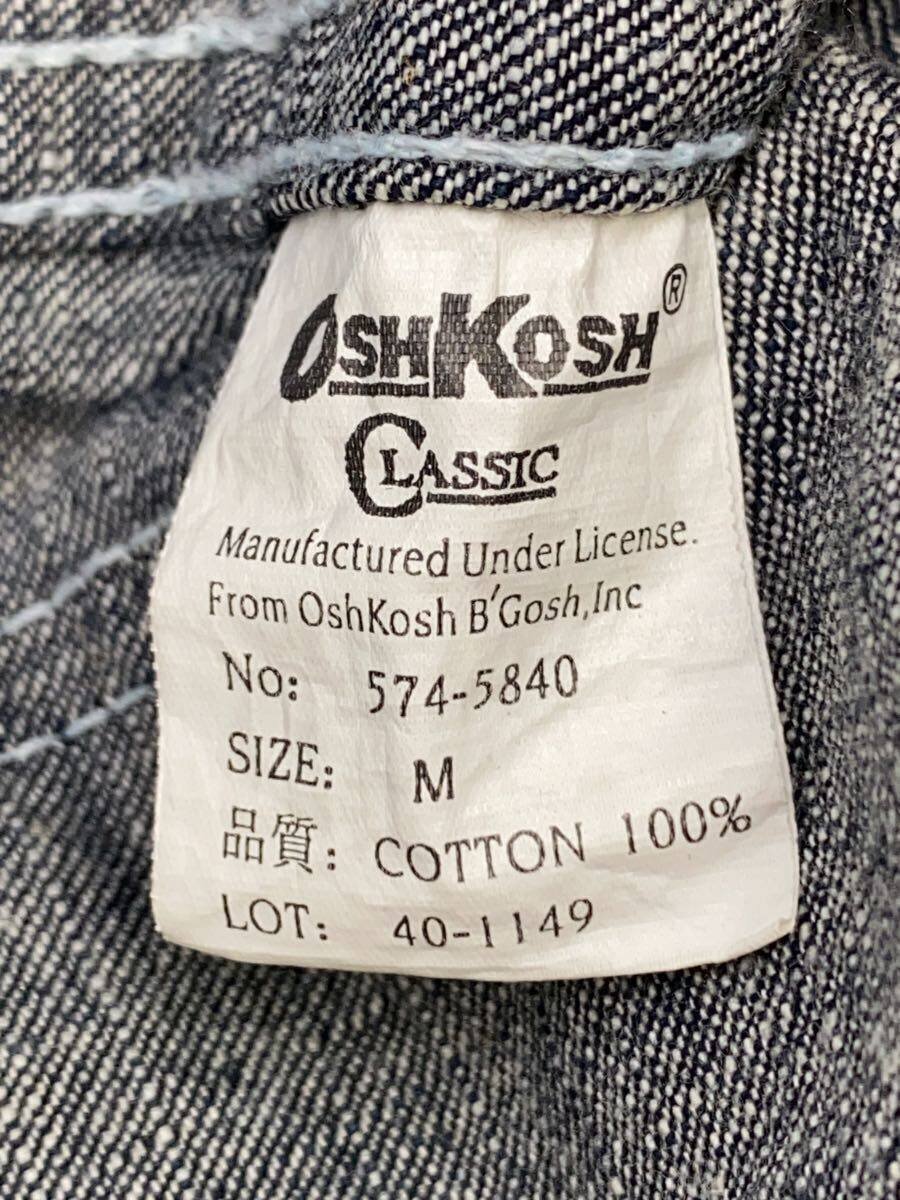 OSHKOSH®
CLASSIC
Manufactured Under License.
From OshKosh B'Gosh,Inc
No: 574-5840
SIZE: M
品質: COTTON 100%
LOT: 40-1149